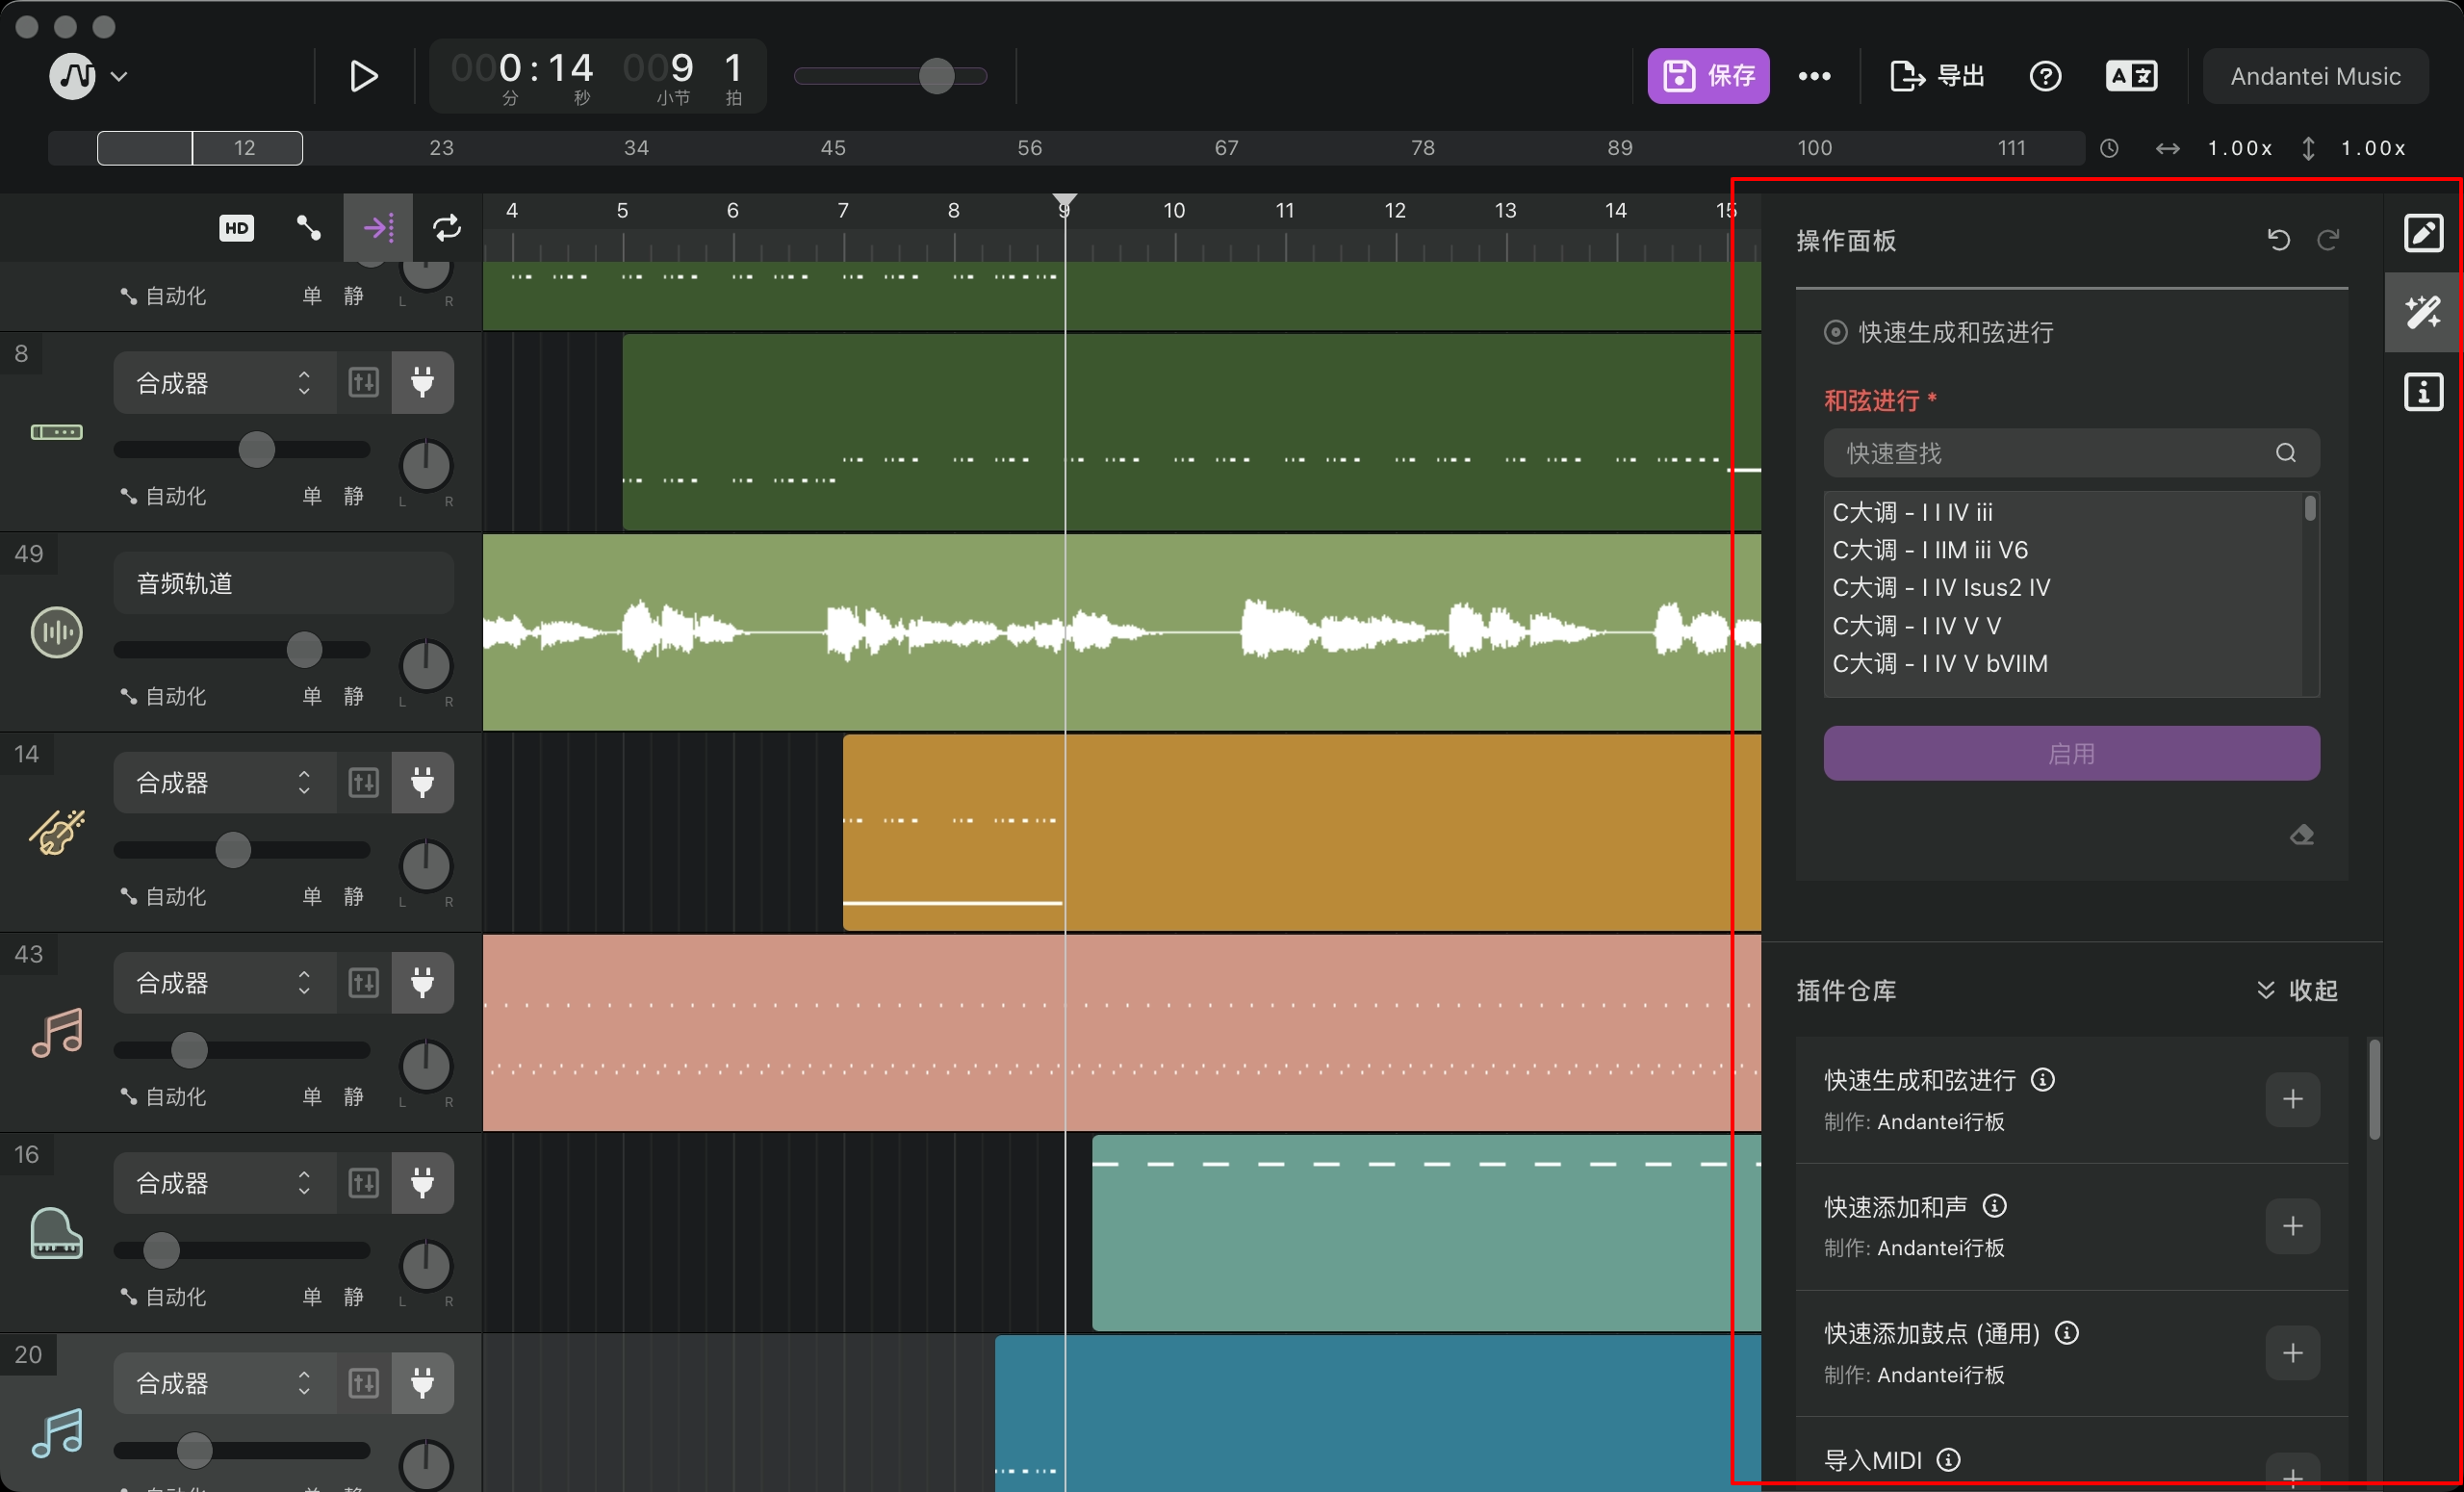 000:14 009 1
分 秒 小节 拍
保存
导出
A 文
Andantei Music
12 23 34 45 56 67 78 89 100 111
1.00x 1.00x
HD
4 5 6 7 8 9 10 11 12 13 14 15
自动化 单 静 L R
8
合成器
自动化 单 静 L R
49
音频轨道
自动化 单 静 L R
14
合成器
自动化 单 静 L R
43
合成器
自动化 单 静 L R
16
合成器
自动化 单 静 L R
20
合成器
操作面板
快速生成和弦进行
和弦进行 *
快速查找
C大调 - I I IV iii
C大调 - I IIM iii V6
C大调 - I IV Isus2 IV
C大调 - I IV V V
C大调 - I IV V bVIIM
启用
插件仓库
收起
快速生成和弦进行
制作: Andantei行板
快速添加和声
制作: Andantei行板
快速添加鼓点 (通用)
制作: Andantei行板
导入MIDI